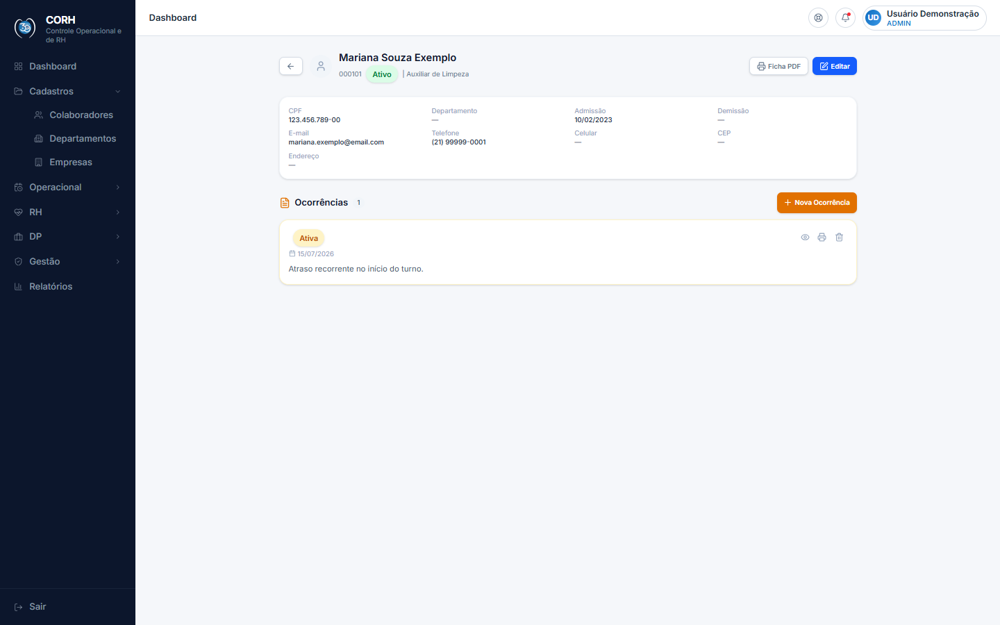 CORH
Controle Operacional e
de RH
Dashboard
Cadastros
Colaboradores
Departamentos
Empresas
Operacional
RH
DP
Gestão
Relatórios
Sair
Dashboard
UD
Usuário Demonstração
ADMIN
Mariana Souza Exemplo
000101 Ativo | Auxiliar de Limpeza
Ficha PDF
Editar
CPF Departamento Admissão Demissão
123.456.789-00 — 10/02/2023 —
E-mail Telefone Celular CEP
mariana.exemplo@email.com (21) 99999-0001 — —
Endereço
—
Ocorrências 1
+ Nova Ocorrência
Ativa
15/07/2026
Atraso recorrente no início do turno.